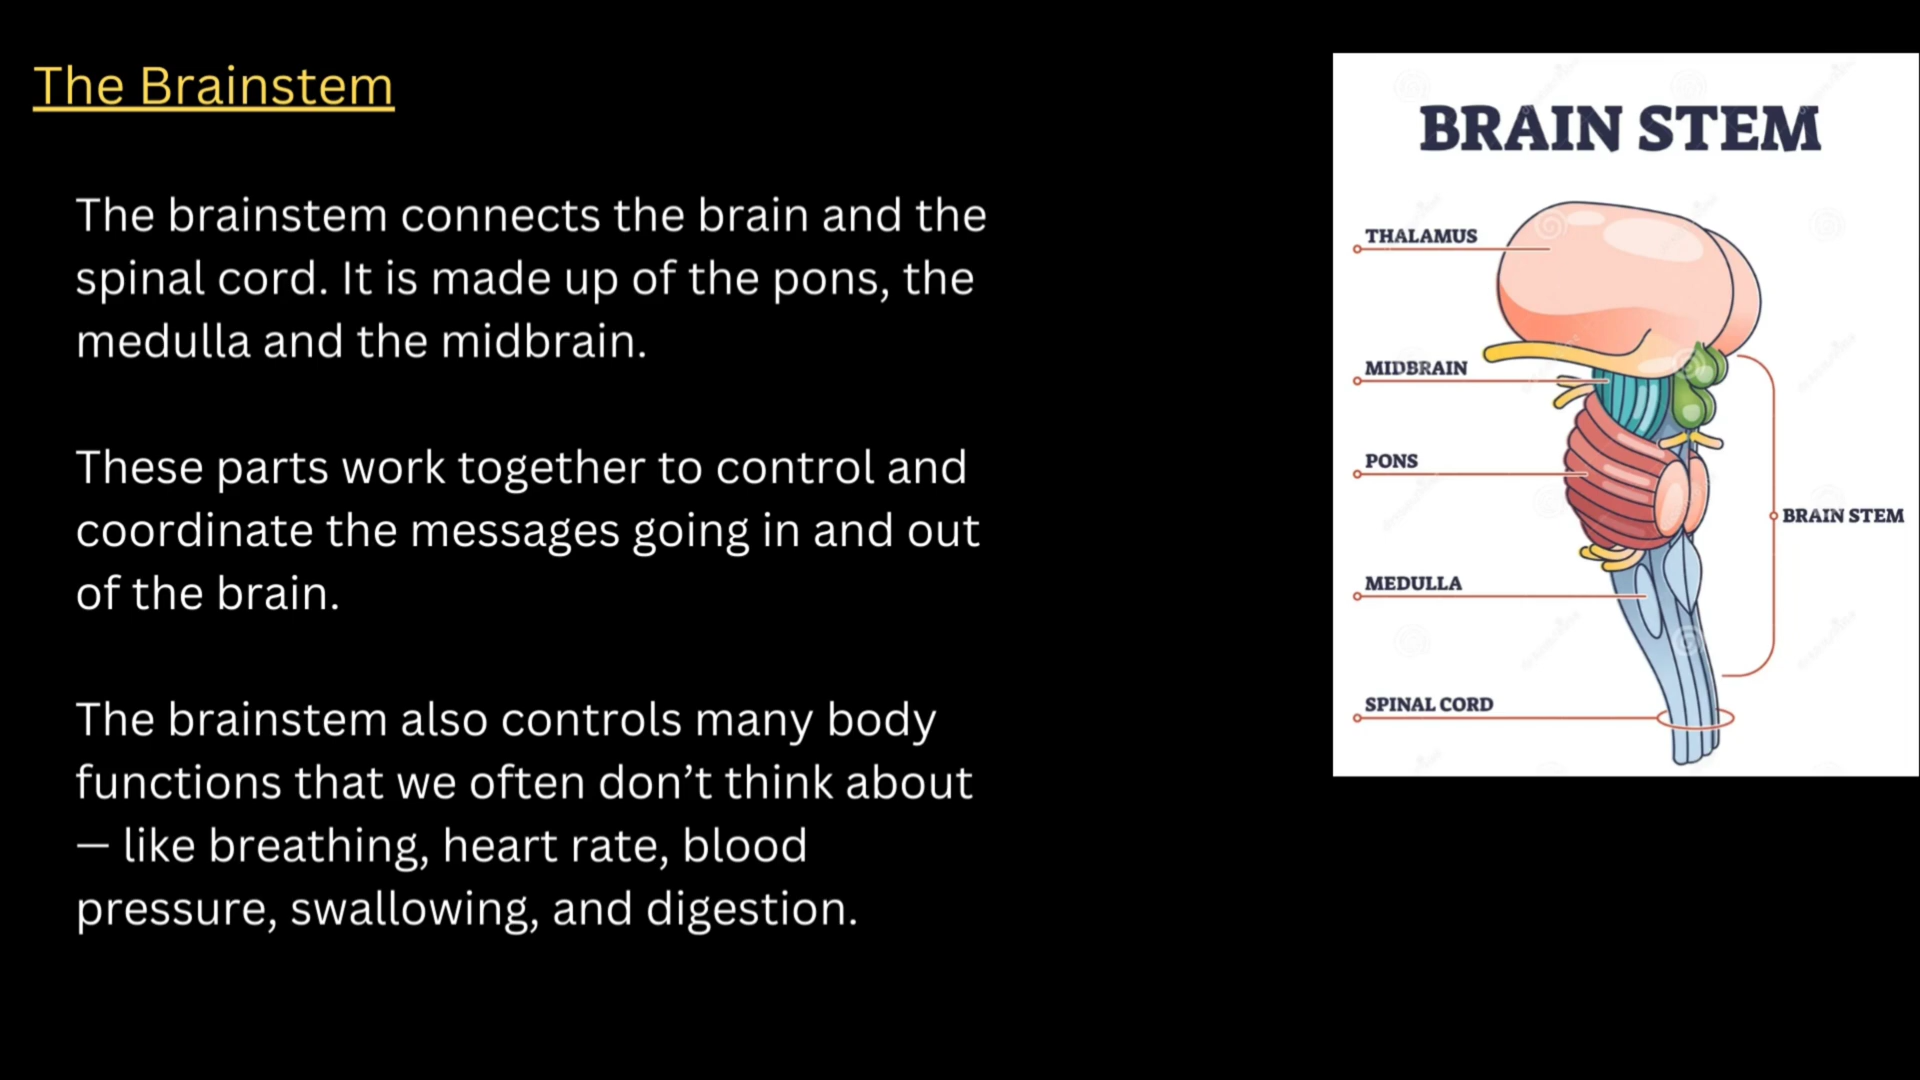 The Brainstem
The brainstem connects the brain and the
spinal cord. It is made up of the pons, the
medulla and the midbrain.
These parts work together to control and
coordinate the messages going in and out
of the brain.
The brainstem also controls many body
functions that we often don’t think about
— like breathing, heart rate, blood
pressure, swallowing, and digestion.
BRAIN STEM
THALAMUS
MIDBRAIN
PONS
BRAIN STEM
MEDULLA
SPINAL CORD